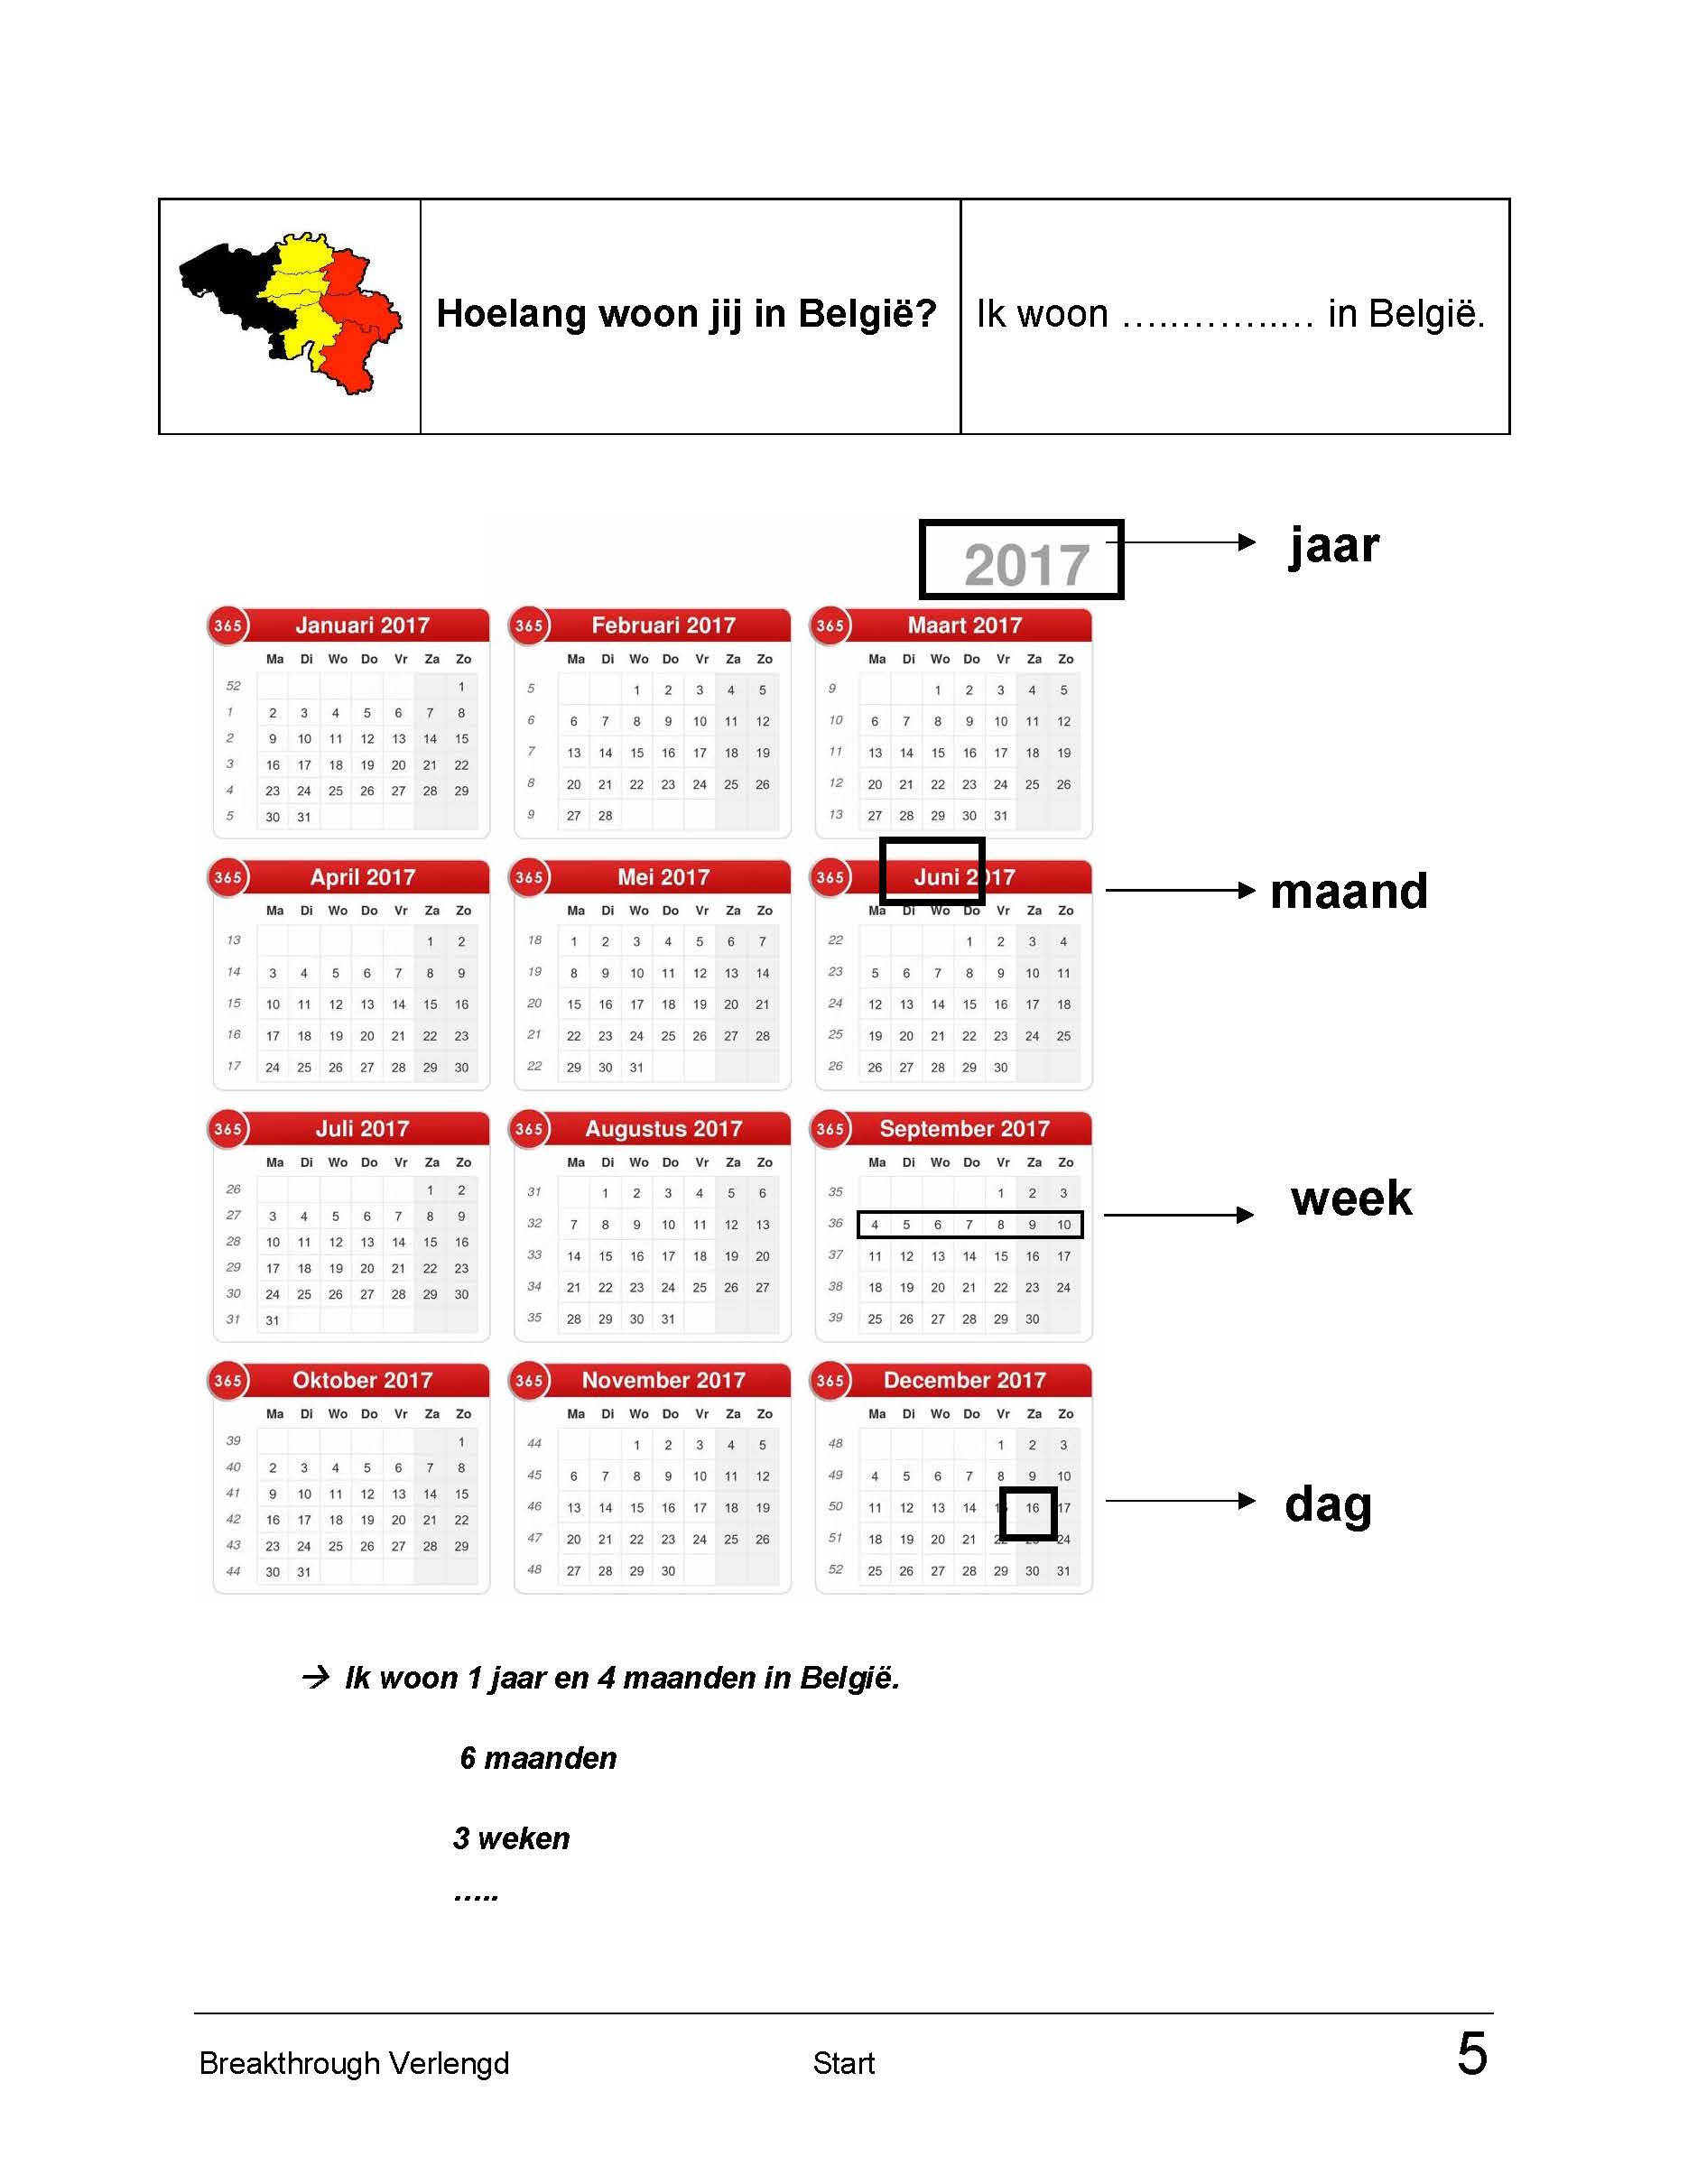 Hoelang woon jij in België?
Ik woon ................ in België.
2017
jaar
365 Januari 2017
Ma Di Wo Do Vr Za Zo
52 1
1 2 3 4 5 6 7 8
2 9 10 11 12 13 14 15
3 16 17 18 19 20 21 22
4 23 24 25 26 27 28 29
5 30 31
365 Februari 2017
Ma Di Wo Do Vr Za Zo
5 1 2 3 4 5
6 6 7 8 9 10 11 12
7 13 14 15 16 17 18 19
8 20 21 22 23 24 25 26
9 27 28
365 Maart 2017
Ma Di Wo Do Vr Za Zo
9 1 2 3 4 5
10 6 7 8 9 10 11 12
11 13 14 15 16 17 18 19
12 20 21 22 23 24 25 26
13 27 28 29 30 31
365 April 2017
Ma Di Wo Do Vr Za Zo
13 1 2
14 3 4 5 6 7 8 9
15 10 11 12 13 14 15 16
16 17 18 19 20 21 22 23
17 24 25 26 27 28 29 30
365 Mei 2017
Ma Di Wo Do Vr Za Zo
18 1 2 3 4 5 6 7
19 8 9 10 11 12 13 14
20 15 16 17 18 19 20 21
21 22 23 24 25 26 27 28
22 29 30 31
365 Juni 2017
Ma Di Wo Do Vr Za Zo
22 1 2 3 4
23 5 6 7 8 9 10 11
24 12 13 14 15 16 17 18
25 19 20 21 22 23 24 25
26 26 27 28 29 30
maand
365 Juli 2017
Ma Di Wo Do Vr Za Zo
26 1 2
27 3 4 5 6 7 8 9
28 10 11 12 13 14 15 16
29 17 18 19 20 21 22 23
30 24 25 26 27 28 29 30
31 31
365 Augustus 2017
Ma Di Wo Do Vr Za Zo
31 1 2 3 4 5 6
32 7 8 9 10 11 12 13
33 14 15 16 17 18 19 20
34 21 22 23 24 25 26 27
35 28 29 30 31
365 September 2017
Ma Di Wo Do Vr Za Zo
35 1 2 3
36 4 5 6 7 8 9 10
37 11 12 13 14 15 16 17
38 18 19 20 21 22 23 24
39 25 26 27 28 29 30
week
365 Oktober 2017
Ma Di Wo Do Vr Za Zo
39 1
40 2 3 4 5 6 7 8
41 9 10 11 12 13 14 15
42 16 17 18 19 20 21 22
43 23 24 25 26 27 28 29
44 30 31
365 November 2017
Ma Di Wo Do Vr Za Zo
44 1 2 3 4 5
45 6 7 8 9 10 11 12
46 13 14 15 16 17 18 19
47 20 21 22 23 24 25 26
48 27 28 29 30
365 December 2017
Ma Di Wo Do Vr Za Zo
48 1 2 3
49 4 5 6 7 8 9 10
50 11 12 13 14 16 17
51 18 19 20 21 24
52 25 26 27 28 29 30 31
dag
→ Ik woon 1 jaar en 4 maanden in België.
6 maanden
3 weken
.....
Breakthrough Verlengd Start 5